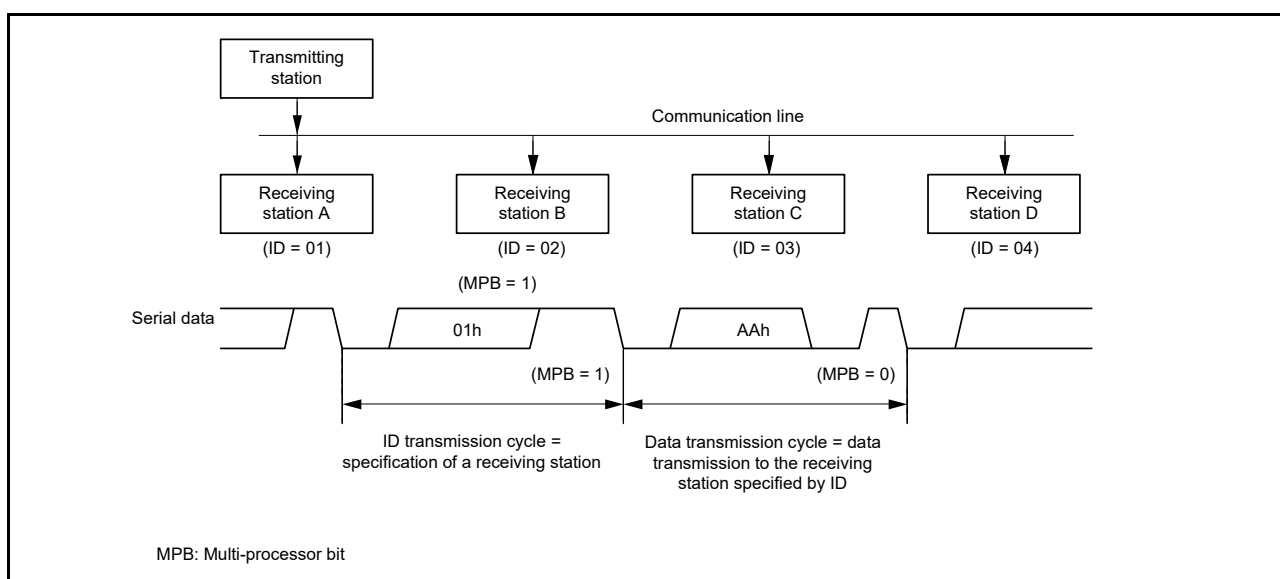 Transmitting
station
Communication line
Receiving
station A
Receiving
station B
Receiving
station C
Receiving
station D
(ID = 01)
(ID = 02)
(ID = 03)
(ID = 04)
(MPB = 1)
Serial data
01h
AAh
(MPB = 1)
(MPB = 0)
ID transmission cycle =
specification of a receiving station
Data transmission cycle = data
transmission to the receiving
station specified by ID
MPB: Multi-processor bit